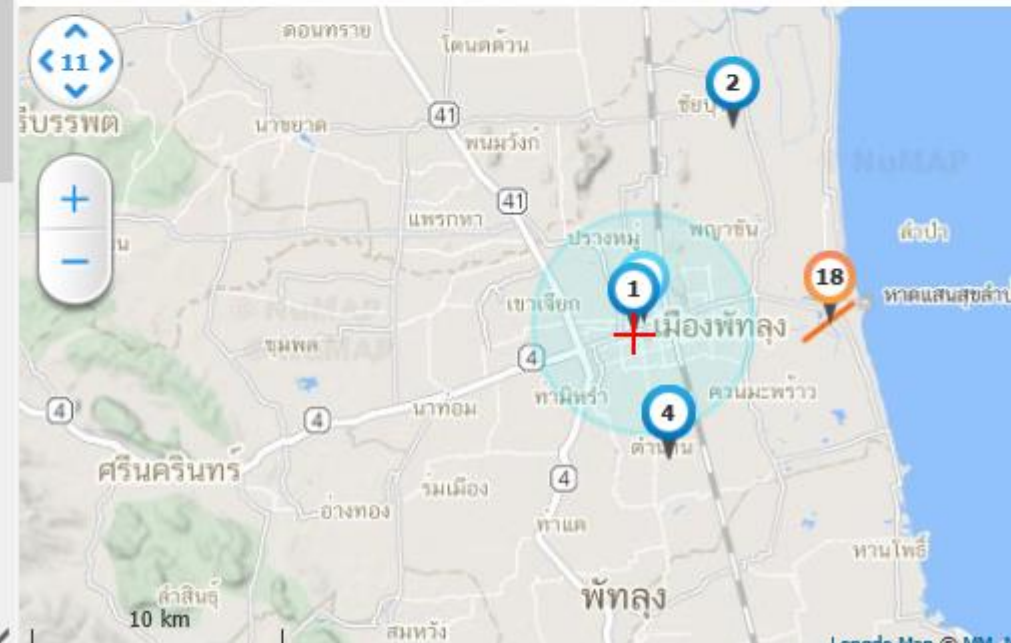 ดอนทราย
โตนดด้วน
11
2
ชัยบุ
41
รีบรรพต
นาขยาด
พนมวังก์
NuMAP
+
41
แพรกหา
พญาขัน
ลำปำ
น
ปรางหมู่
−
18
1
หาดแสนสุขลำป
เขาเจียก
เมืองพัทลุง
ชุมพล
NuMAP
4
ท่ามิหรำ
ควนมะพร้าว
4
นาท่อม
4
4
ตำนาน
ศรีนครินทร์
ร่มเมือง
4
อ่างทอง
ท่าแค
หานโพธิ์
ลำสินธุ์
พัทลุง
10 km
สมหวัง
Longdo Map © MM